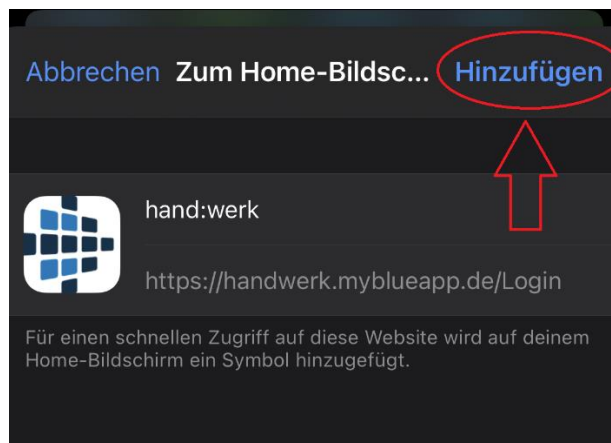 Abbrechen Zum Home-Bildsc... Hinzufügen
hand:werk
https://handwerk.myblueapp.de/Login
Für einen schnellen Zugriff auf diese Website wird auf deinem
Home-Bildschirm ein Symbol hinzugefügt.